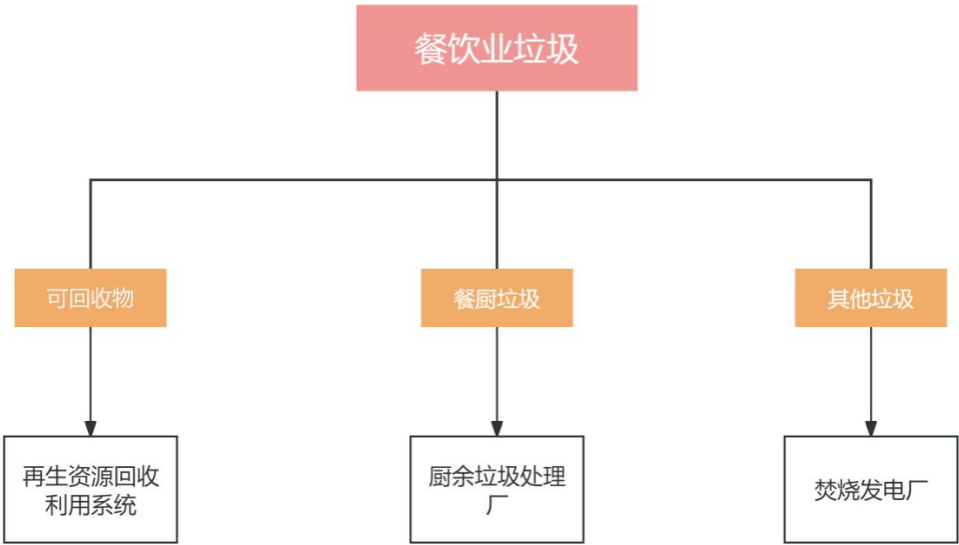 餐饮业垃圾
可回收物
餐厨垃圾
其他垃圾
再生资源回收
利用系统
厨余垃圾处理
厂
焚烧发电厂